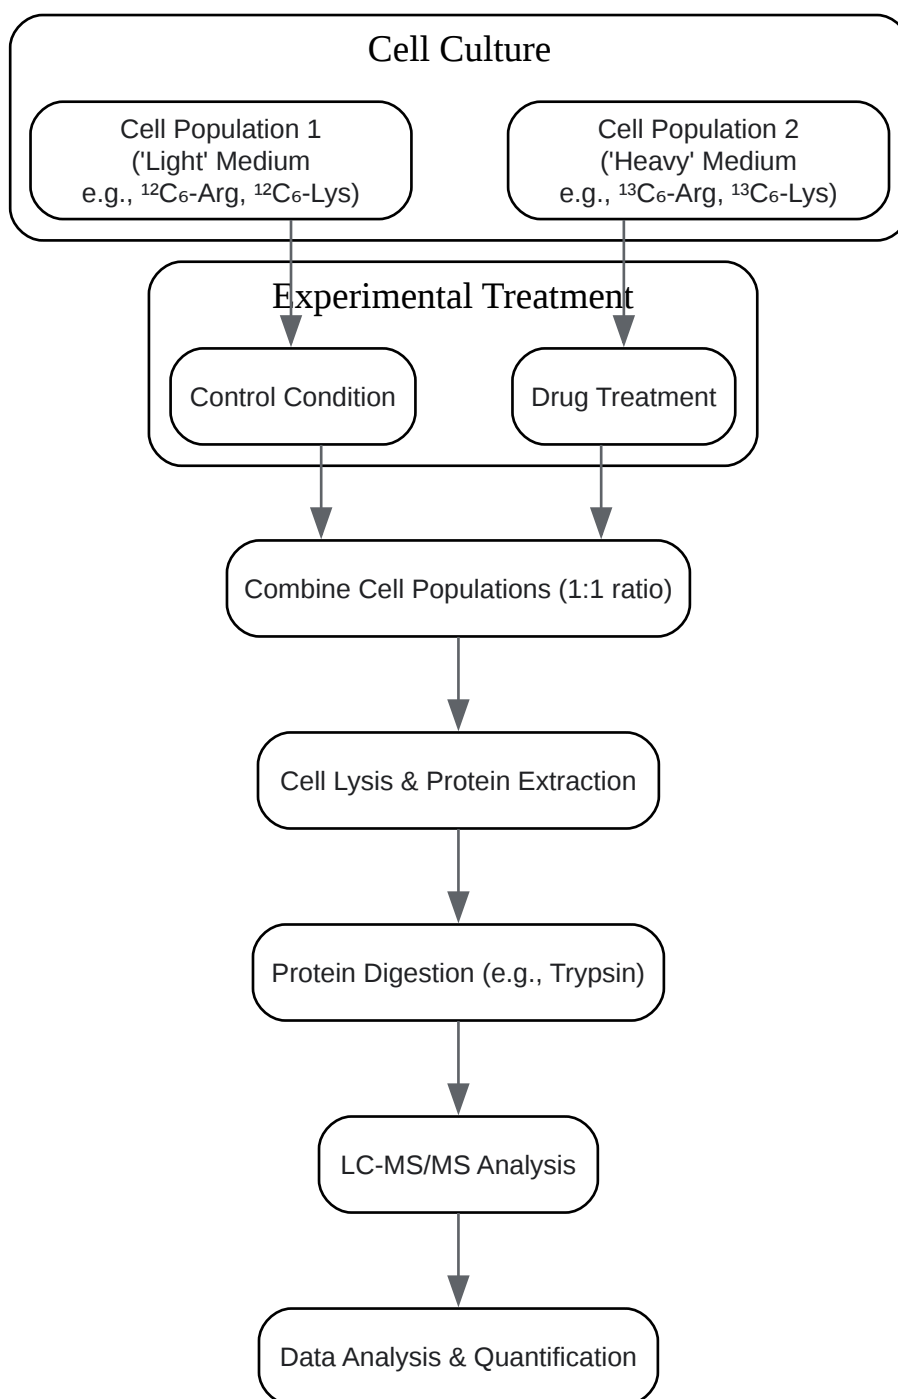 Cell Culture
Cell Population 1
('Light' Medium
e.g., ¹²C₆-Arg, ¹²C₆-Lys)
Cell Population 2
('Heavy' Medium
e.g., ¹³C₆-Arg, ¹³C₆-Lys)
Experimental Treatment
Control Condition
Drug Treatment
Combine Cell Populations (1:1 ratio)
Cell Lysis & Protein Extraction
Protein Digestion (e.g., Trypsin)
LC-MS/MS Analysis
Data Analysis & Quantification